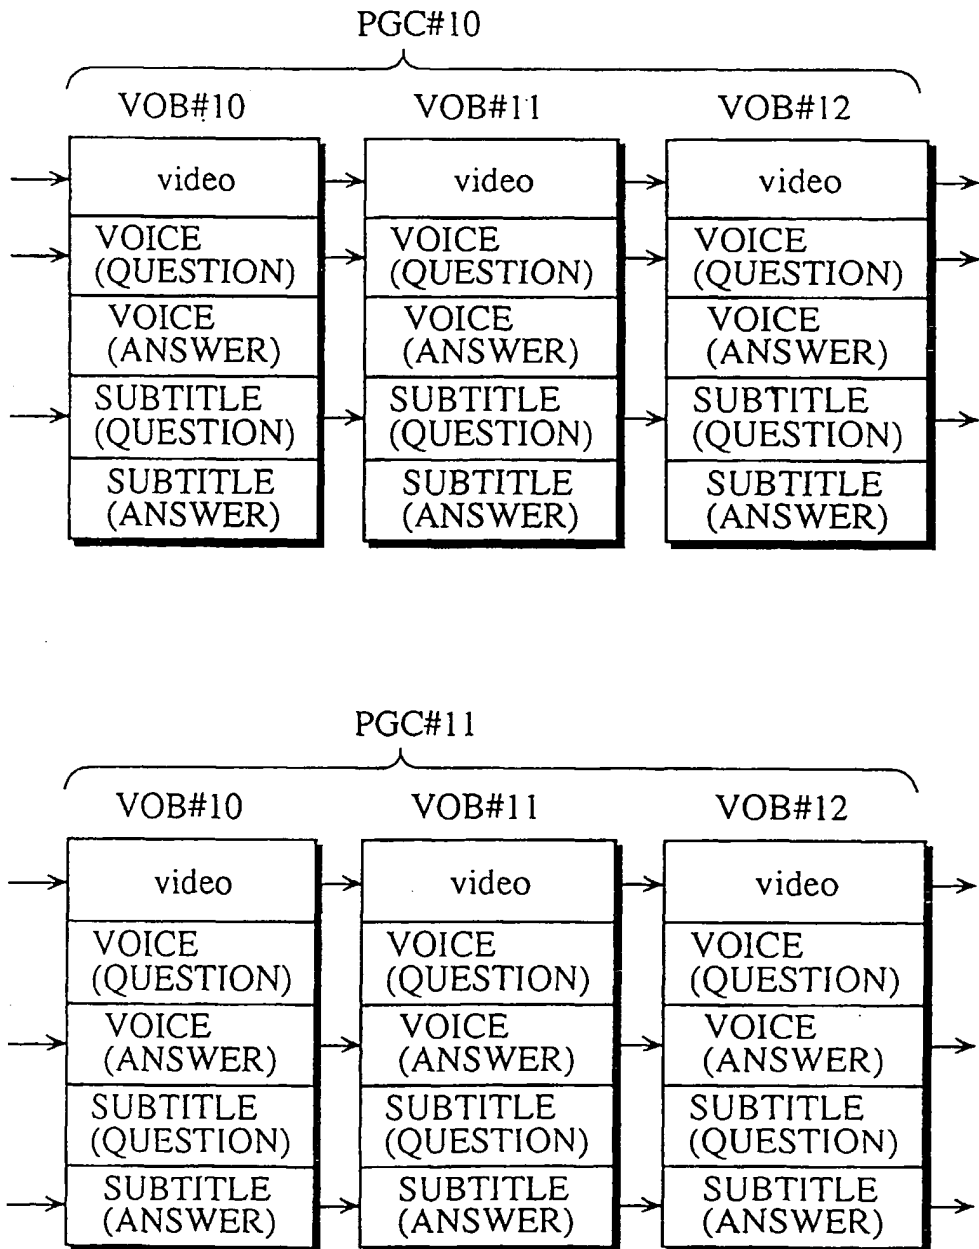 PGC#10
VOB#10 VOB#11 VOB#12
video video video
VOICE VOICE VOICE
(QUESTION) (QUESTION) (QUESTION)
VOICE VOICE VOICE
(ANSWER) (ANSWER) (ANSWER)
SUBTITLE SUBTITLE SUBTITLE
(QUESTION) (QUESTION) (QUESTION)
SUBTITLE SUBTITLE SUBTITLE
(ANSWER) (ANSWER) (ANSWER)
PGC#11
VOB#10 VOB#11 VOB#12
video video video
VOICE VOICE VOICE
(QUESTION) (QUESTION) (QUESTION)
VOICE VOICE VOICE
(ANSWER) (ANSWER) (ANSWER)
SUBTITLE SUBTITLE SUBTITLE
(QUESTION) (QUESTION) (QUESTION)
SUBTITLE SUBTITLE SUBTITLE
(ANSWER) (ANSWER) (ANSWER)